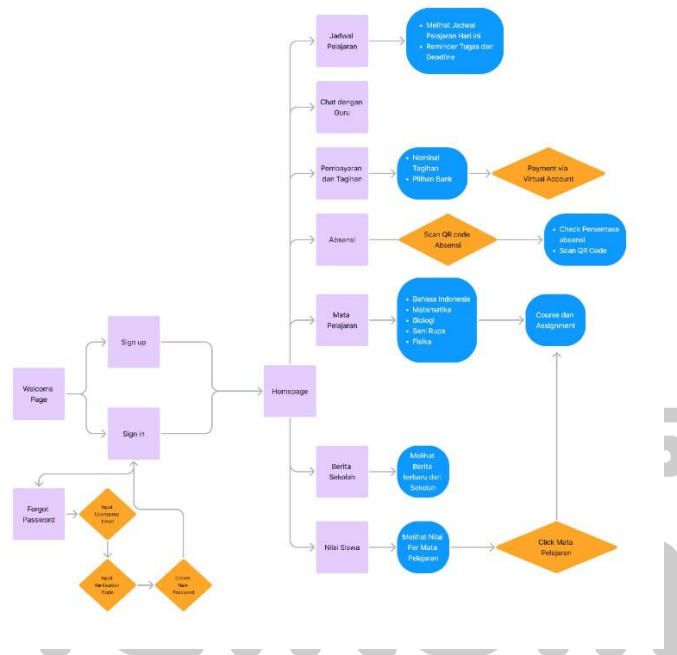 Jadwal
Pelajaran
• Melihat Jadwal
Pelajaran Hari Ini
• Reminder Tugas dan
Deadline
Chat dengan
Guru
Pembayaran
dan Tagihan
• Nominal
Tagihan
• Pilihan Bank
Payment via
Virtual Account
Absensi
Scan QR code
Absensi
• Check Persentase
absensi
• Scan QR Code
Mata
Pelajaran
• Bahasa Indonesia
• Matematika
• Biologi
• Seni Rupa
• Fisika
Course dan
Assignment
Sign up
Welcome
Page
Homepage
Sign in
Berita
Sekolah
Melihat
Berita
terbaru dari
Sekolah
Forgot
Password
Input
Username/
Email
Nilai Siswa
Melihat Nilai
Per Mata
Pelajaran
Click Mata
Pelajaran
Input
Verification
Code
Create
New
Password